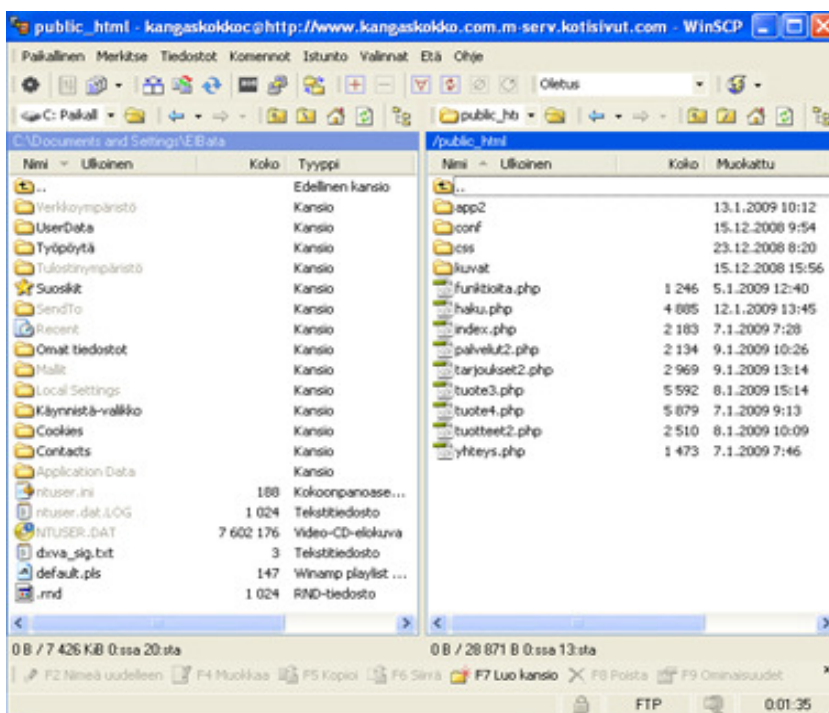 public_html - kangaskokkoc@http://www.kangaskokko.com.m-serv.kotisivut.com - WinSCP
Paikallinen Merkitse Tiedostot Komennot Istunto Valinnat Etä Ohje
Oletus
C: Paikall
public_ht
C:\Documents and Settings\ElBata
Nimi Ulkoinen Koko Tyyppi
.. Edellinen kansio
Verkkoympäristö Kansio
UserData Kansio
Työpöytä Kansio
Tulostinympäristö Kansio
Suosikit Kansio
SendTo Kansio
Recent Kansio
Omat tiedostot Kansio
Mallit Kansio
Local Settings Kansio
Käynnistä-valikko Kansio
Cookies Kansio
Contacts Kansio
Application Data Kansio
ntuser.ini 188 Kokoonpanoase...
ntuser.dat.LOG 1 024 Tekstitiedosto
NTUSER.DAT 7 602 176 Video-CD-elokuva
dxva_sig.txt 3 Tekstitiedosto
default.pls 147 Winamp playlist ...
.rnd 1 024 RND-tiedosto
0 B / 7 426 KiB 0:ssa 20:sta
/public_html
Nimi Ulkoinen Koko Muokattu
..
app2 13.1.2009 10:12
conf 15.12.2008 9:54
css 23.12.2008 8:20
kuvat 15.12.2008 15:56
funktioita.php 1 246 5.1.2009 12:40
haku.php 4 885 12.1.2009 13:45
index.php 2 183 7.1.2009 7:28
palvelut2.php 2 134 9.1.2009 10:26
tarjoukset2.php 2 969 9.1.2009 13:14
tuote3.php 5 592 8.1.2009 15:14
tuote4.php 5 879 7.1.2009 9:13
tuotteet2.php 2 510 8.1.2009 10:09
yhteys.php 1 473 7.1.2009 7:46
0 B / 28 871 B 0:ssa 13:sta
F2 Nimeä uudelleen F4 Muokkaa F5 Kopioi F6 Siirrä F7 Luo kansio F8 Poista F9 Ominaisuudet
FTP 0:01:35